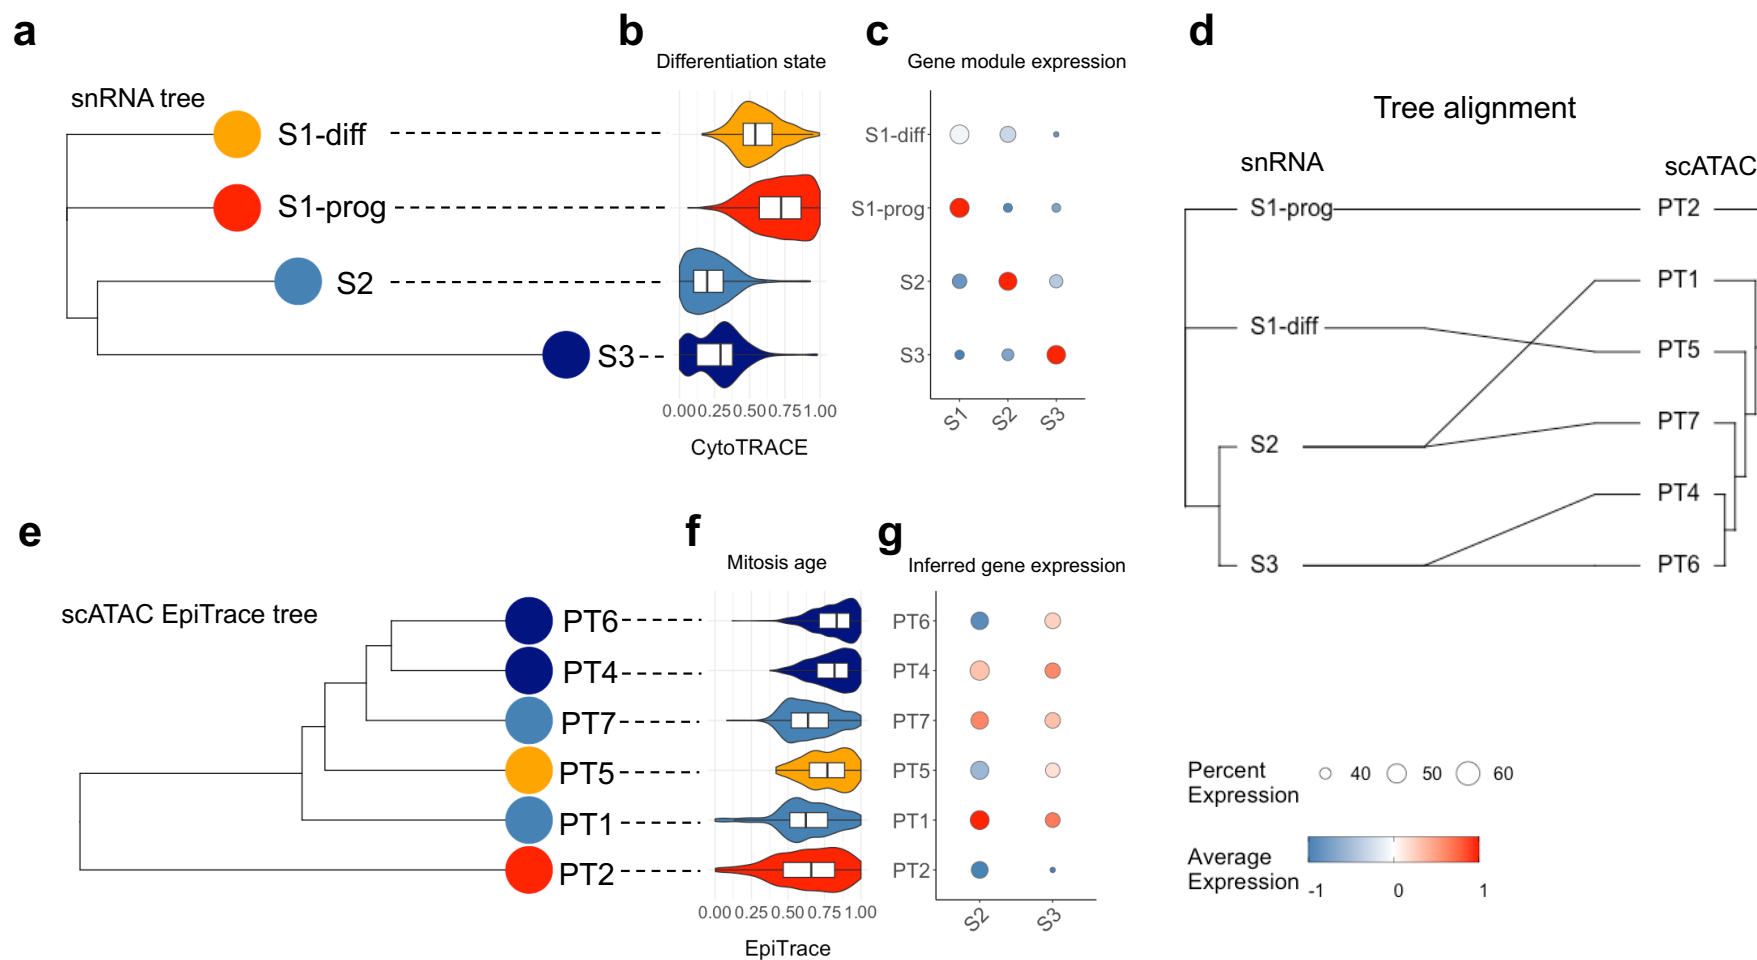 a
snRNA tree
S1-diff
S1-prog
S2
S3
b
Differentiation state
0.00 0.25 0.50 0.75 1.00
CytoTRACE
c
Gene module expression
S1-diff
S1-prog
S2
S3
S1 S2 S3
d
Tree alignment
snRNA
scATAC
S1-prog
S1-diff
S2
S3
PT2
PT1
PT5
PT7
PT4
PT6
e
scATAC EpiTrace tree
PT6
PT4
PT7
PT5
PT1
PT2
f
Mitosis age
0.00 0.25 0.50 0.75 1.00
EpiTrace
g
Inferred gene expression
PT6
PT4
PT7
PT5
PT1
PT2
S2 S3
Percent
Expression
40 50 60
Average
Expression
-1 0 1